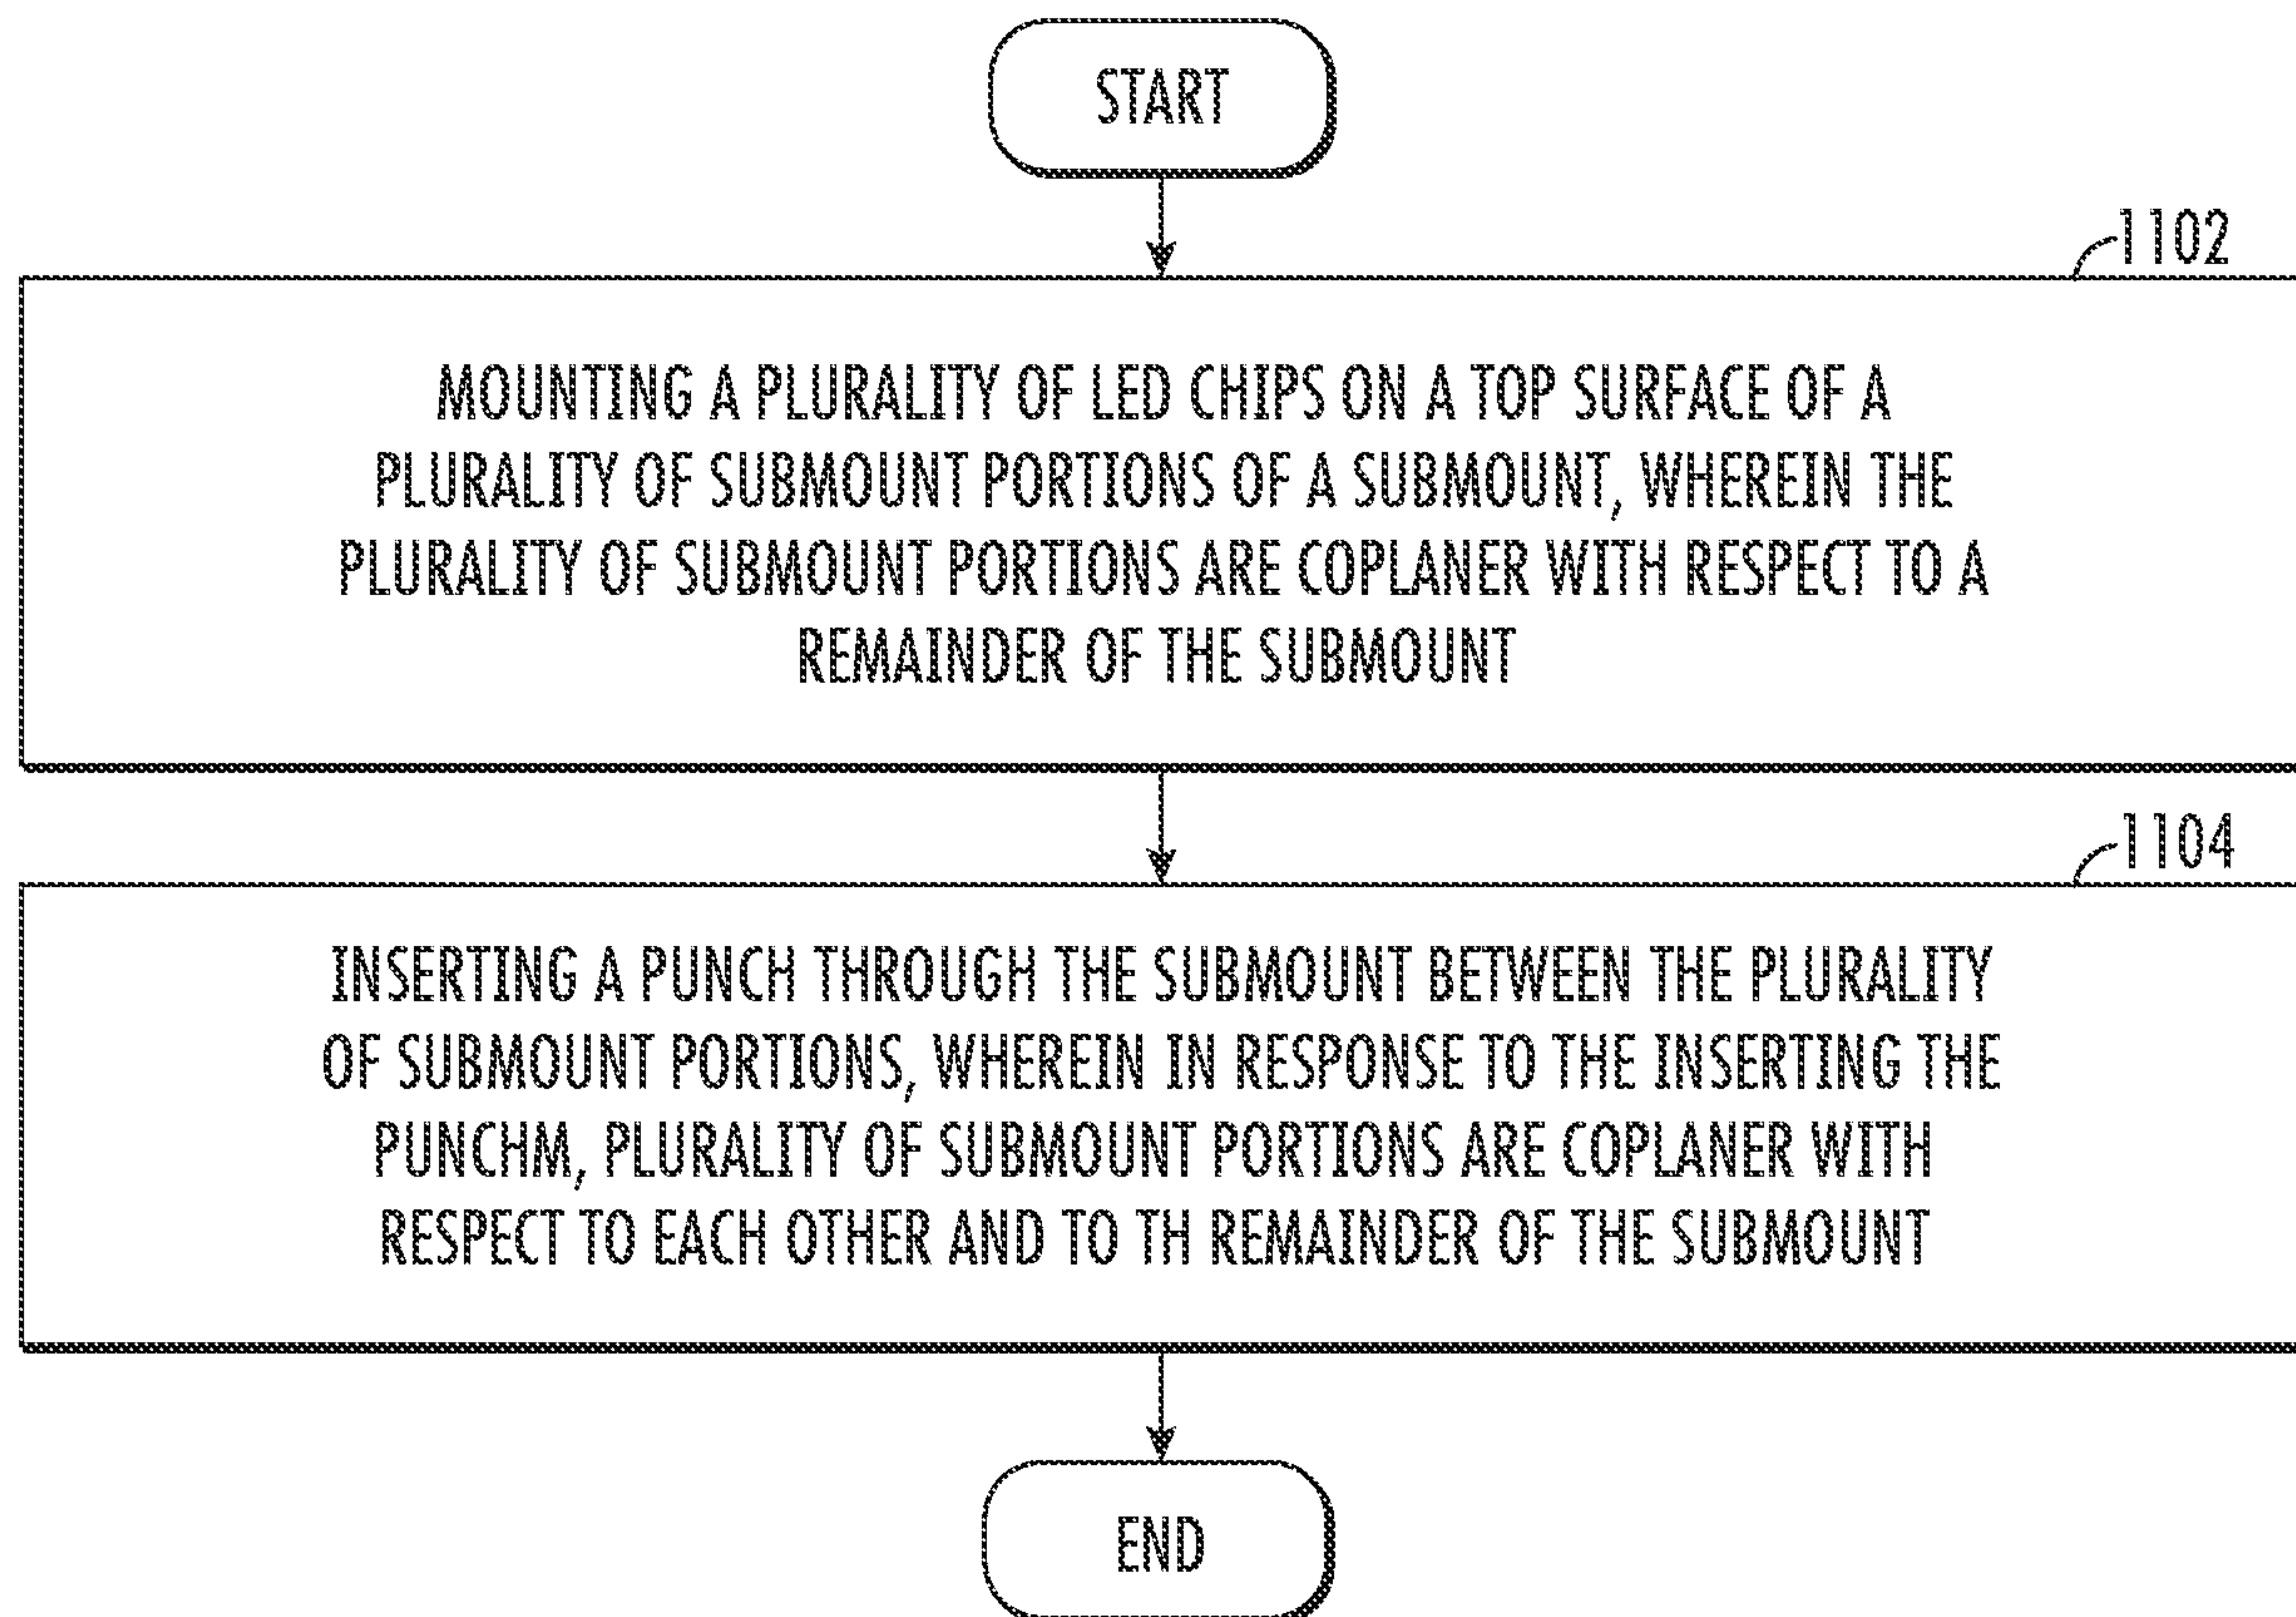 START
1102
MOUNTING A PLURALITY OF LED CHIPS ON A TOP SURFACE OF A
PLURALITY OF SUBMOUNT PORTIONS OF A SUBMOUNT, WHEREIN THE
PLURALITY OF SUBMOUNT PORTIONS ARE COPLANER WITH RESPECT TO A
REMAINDER OF THE SUBMOUNT
1104
INSERTING A PUNCH THROUGH THE SUBMOUNT BETWEEN THE PLURALITY
OF SUBMOUNT PORTIONS, WHEREIN IN RESPONSE TO THE INSERTING THE
PUNCHM, PLURALITY OF SUBMOUNT PORTIONS ARE COPLANER WITH
RESPECT TO EACH OTHER AND TO TH REMAINDER OF THE SUBMOUNT
END